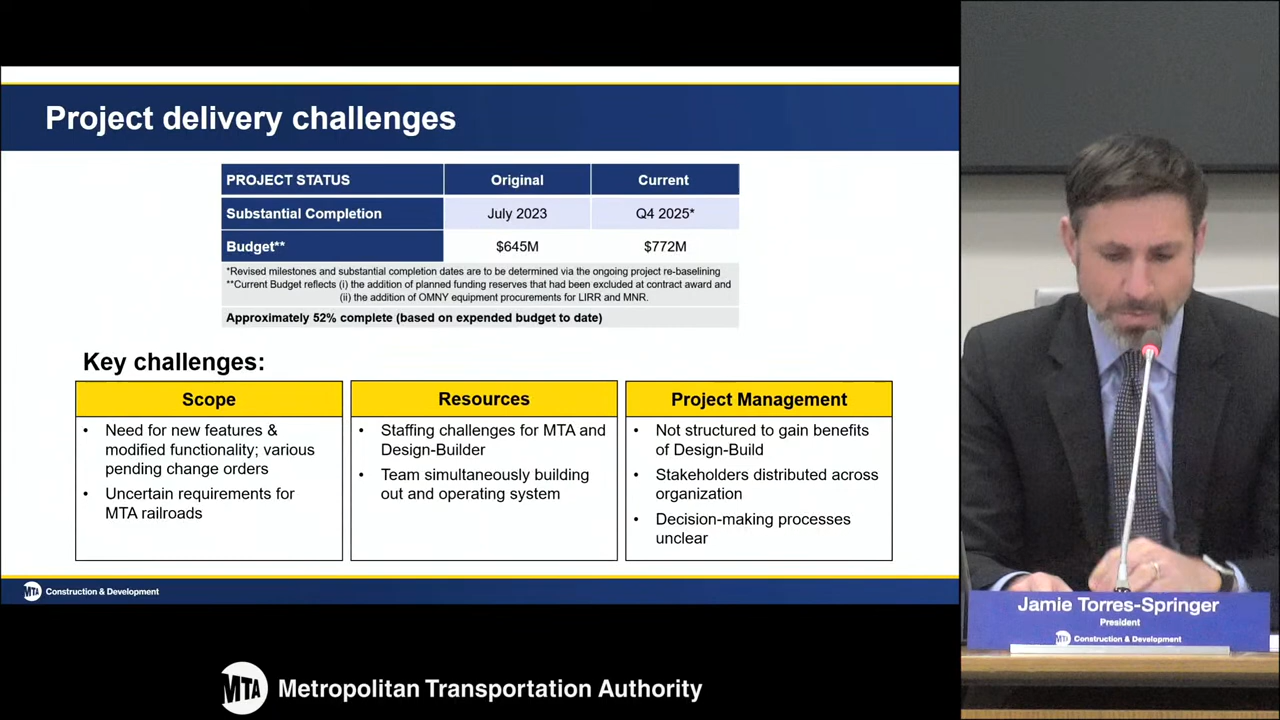 Project delivery challenges
PROJECT STATUS Original Current
Substantial Completion July 2023 Q4 2025*
Budget** $645M $772M
*Revised milestones and substantial completion dates are to be determined via the ongoing project re-baselining
**Current Budget reflects (i) the addition of planned funding reserves that had been excluded at contract award and
(ii) the addition of OMNY equipment procurements for LIRR and MNR.
Approximately 52% complete (based on expended budget to date)
Key challenges:
Scope
• Need for new features &
modified functionality; various
pending change orders
• Uncertain requirements for
MTA railroads
Resources
• Staffing challenges for MTA and
Design-Builder
• Team simultaneously building
out and operating system
Project Management
• Not structured to gain benefits
of Design-Build
• Stakeholders distributed across
organization
• Decision-making processes
unclear
MTA Construction & Development
Jamie Torres-Springer
President
MTA Construction & Development
MTA Metropolitan Transportation Authority